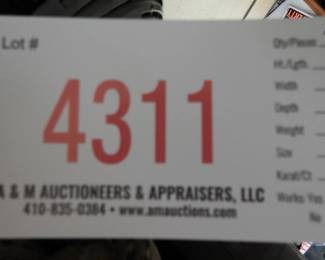 Lot #
4311
A & M AUCTIONEERS & APPRAISERS, LLC
410-835-0384 • www.amauctions.com
Qty/Pieces
Ht./Lgth
Width
Depth
Weight
Size
Karat/Ct
Works: Yes
No